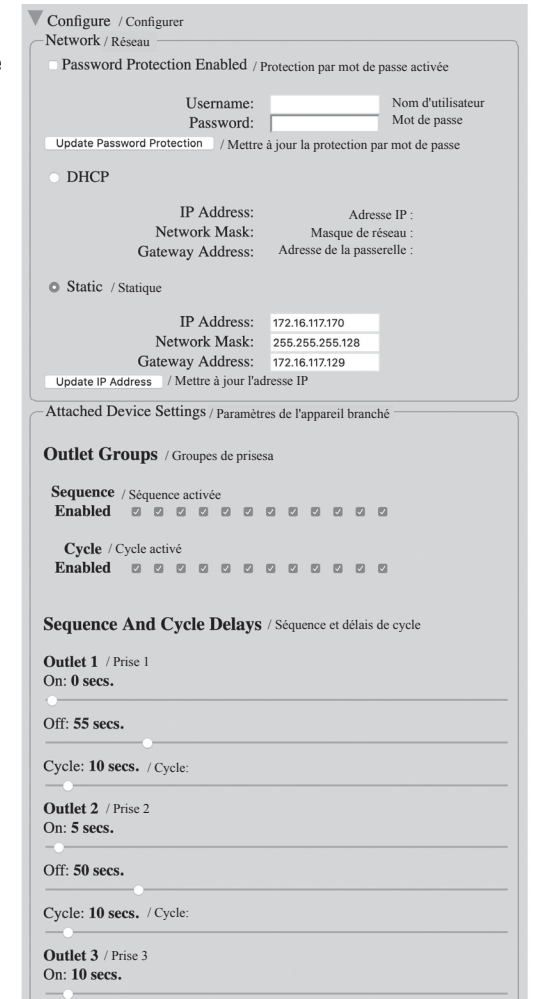 Configure / Configurer
Network / Réseau
Password Protection Enabled / Protection par mot de passe activée
Username: Nom d'utilisateur
Password: Mot de passe
Update Password Protection / Mettre à jour la protection par mot de passe
DHCP
IP Address: Adresse IP :
Network Mask: Masque de réseau :
Gateway Address: Adresse de la passerelle :
Static / Statique
IP Address: 172.16.117.170
Network Mask: 255.255.255.128
Gateway Address: 172.16.117.129
Update IP Address / Mettre à jour l'adresse IP
Attached Device Settings / Paramètres de l'appareil branché
Outlet Groups / Groupes de prisesa
Sequence / Séquence activée
Enabled
Cycle / Cycle activé
Enabled
Sequence And Cycle Delays / Séquence et délais de cycle
Outlet 1 / Prise 1
On: 0 secs.
Off: 55 secs.
Cycle: 10 secs. / Cycle:
Outlet 2 / Prise 2
On: 5 secs.
Off: 50 secs.
Cycle: 10 secs. / Cycle:
Outlet 3 / Prise 3
On: 10 secs.